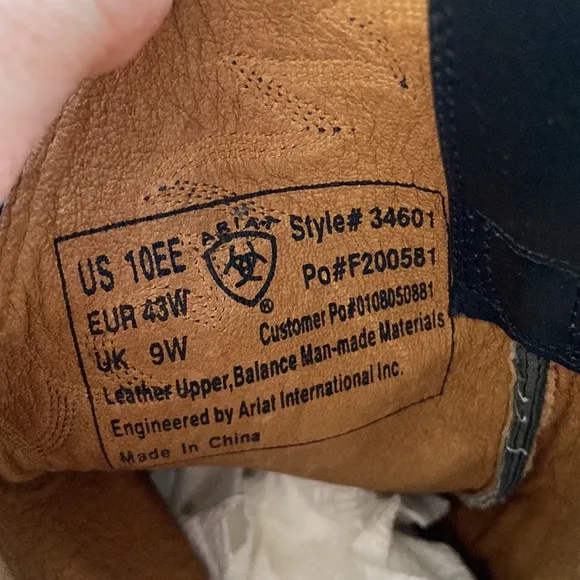 US 10EE ARIAT Style# 34601
EUR 43W ® Po#F200581
UK 9W Customer Po#0108050881
Leather Upper,Balance Man-made Materials
Engineered by Ariat International Inc.
Made In China